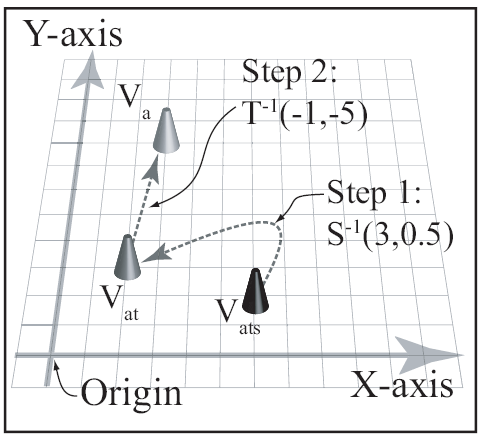 Y-axis
Step 2:
T⁻¹(-1,-5)
Vₐ
Step 1:
S⁻¹(3,0.5)
Vₐₜ
Vₐₜₛ
Origin
X-axis